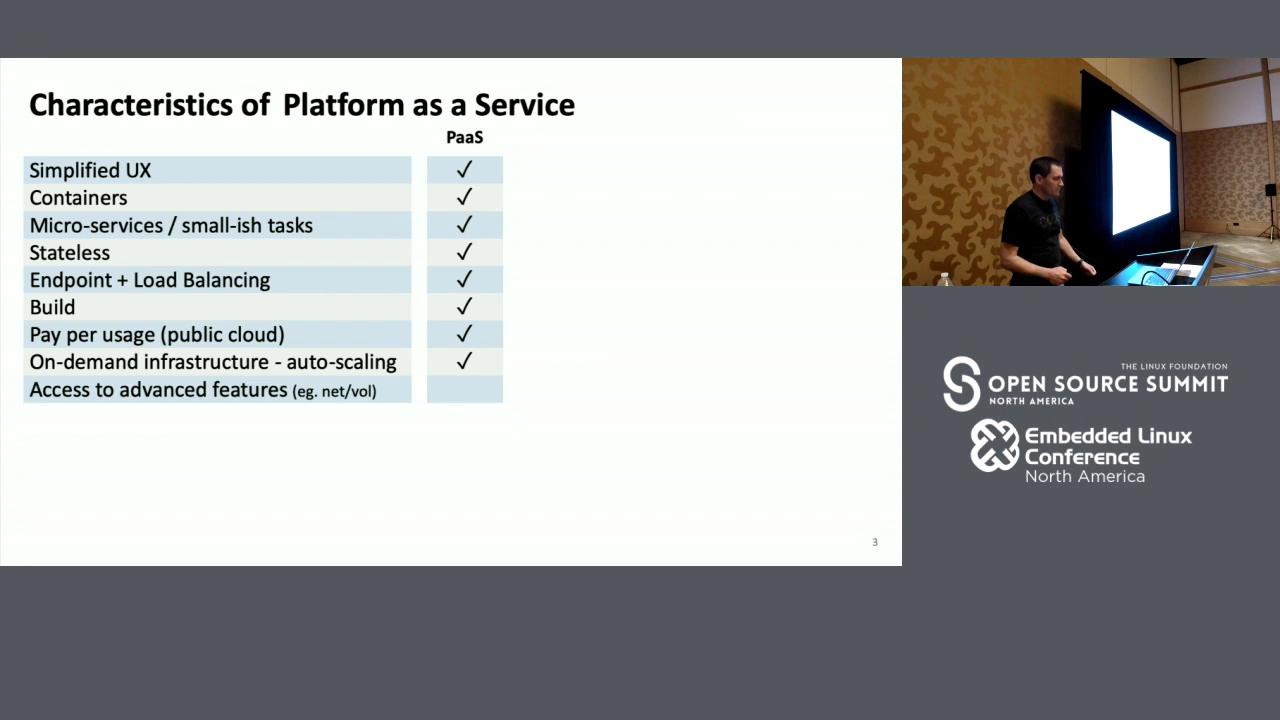 Characteristics of Platform as a Service
PaaS
Simplified UX ✓
Containers ✓
Micro-services / small-ish tasks ✓
Stateless ✓
Endpoint + Load Balancing ✓
Build ✓
Pay per usage (public cloud) ✓
On-demand infrastructure - auto-scaling ✓
Access to advanced features (eg. net/vol)
3
THE LINUX FOUNDATION
OPEN SOURCE SUMMIT
NORTH AMERICA
Embedded Linux
Conference
North America